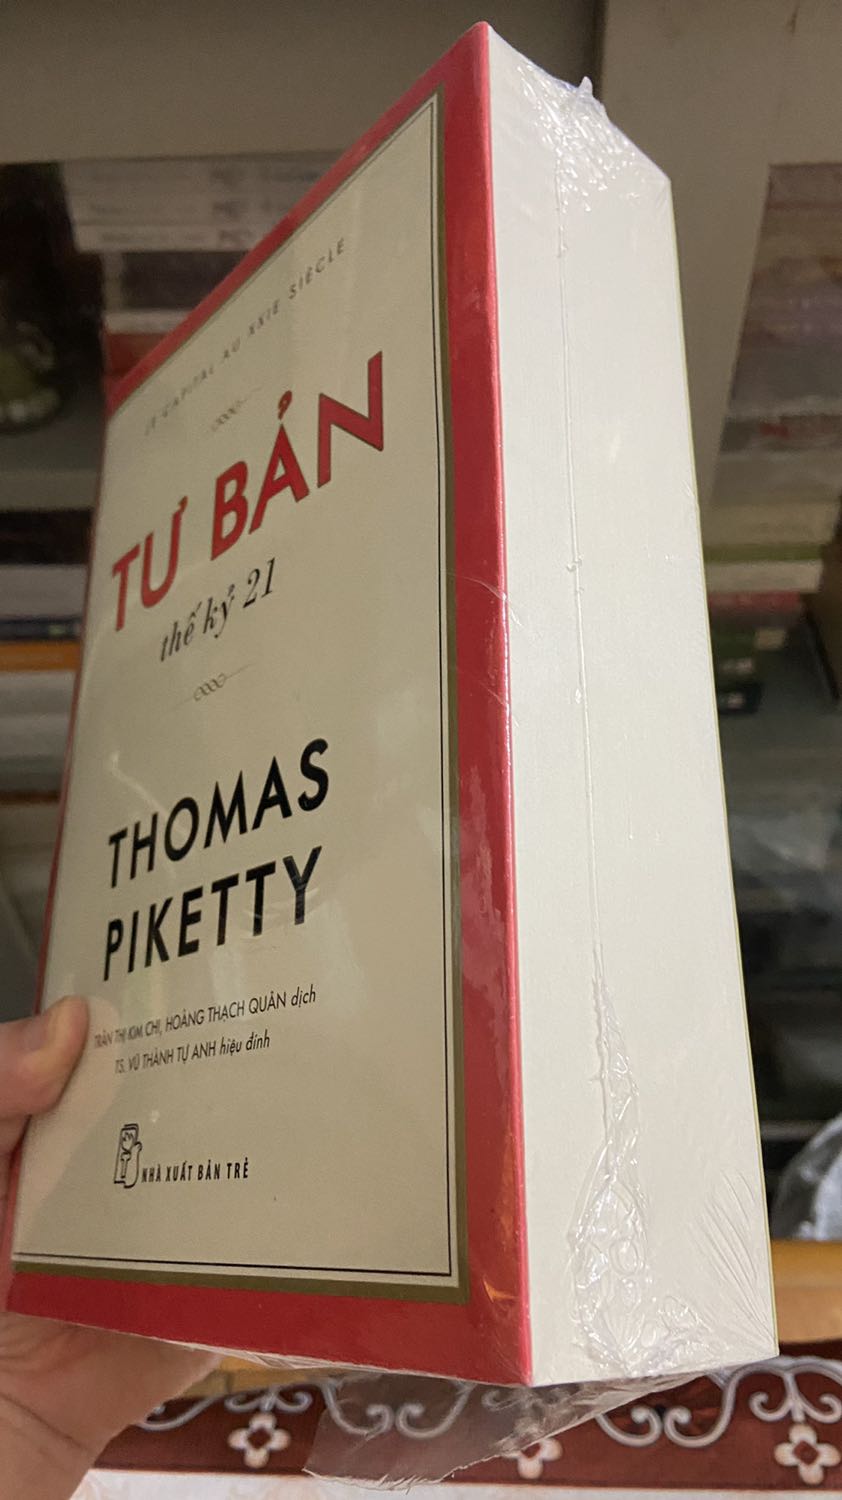 LE CAPITAL AU XXIE SIÈCLE
TƯ BẢN
thế kỷ 21
THOMAS
PIKETTY
TRẦN THỊ KIM CHI, HOÀNG THẠCH QUÂN dịch
TS. VŨ THÀNH TỰ ANH hiệu đính
NHÀ XUẤT BẢN TRẺ